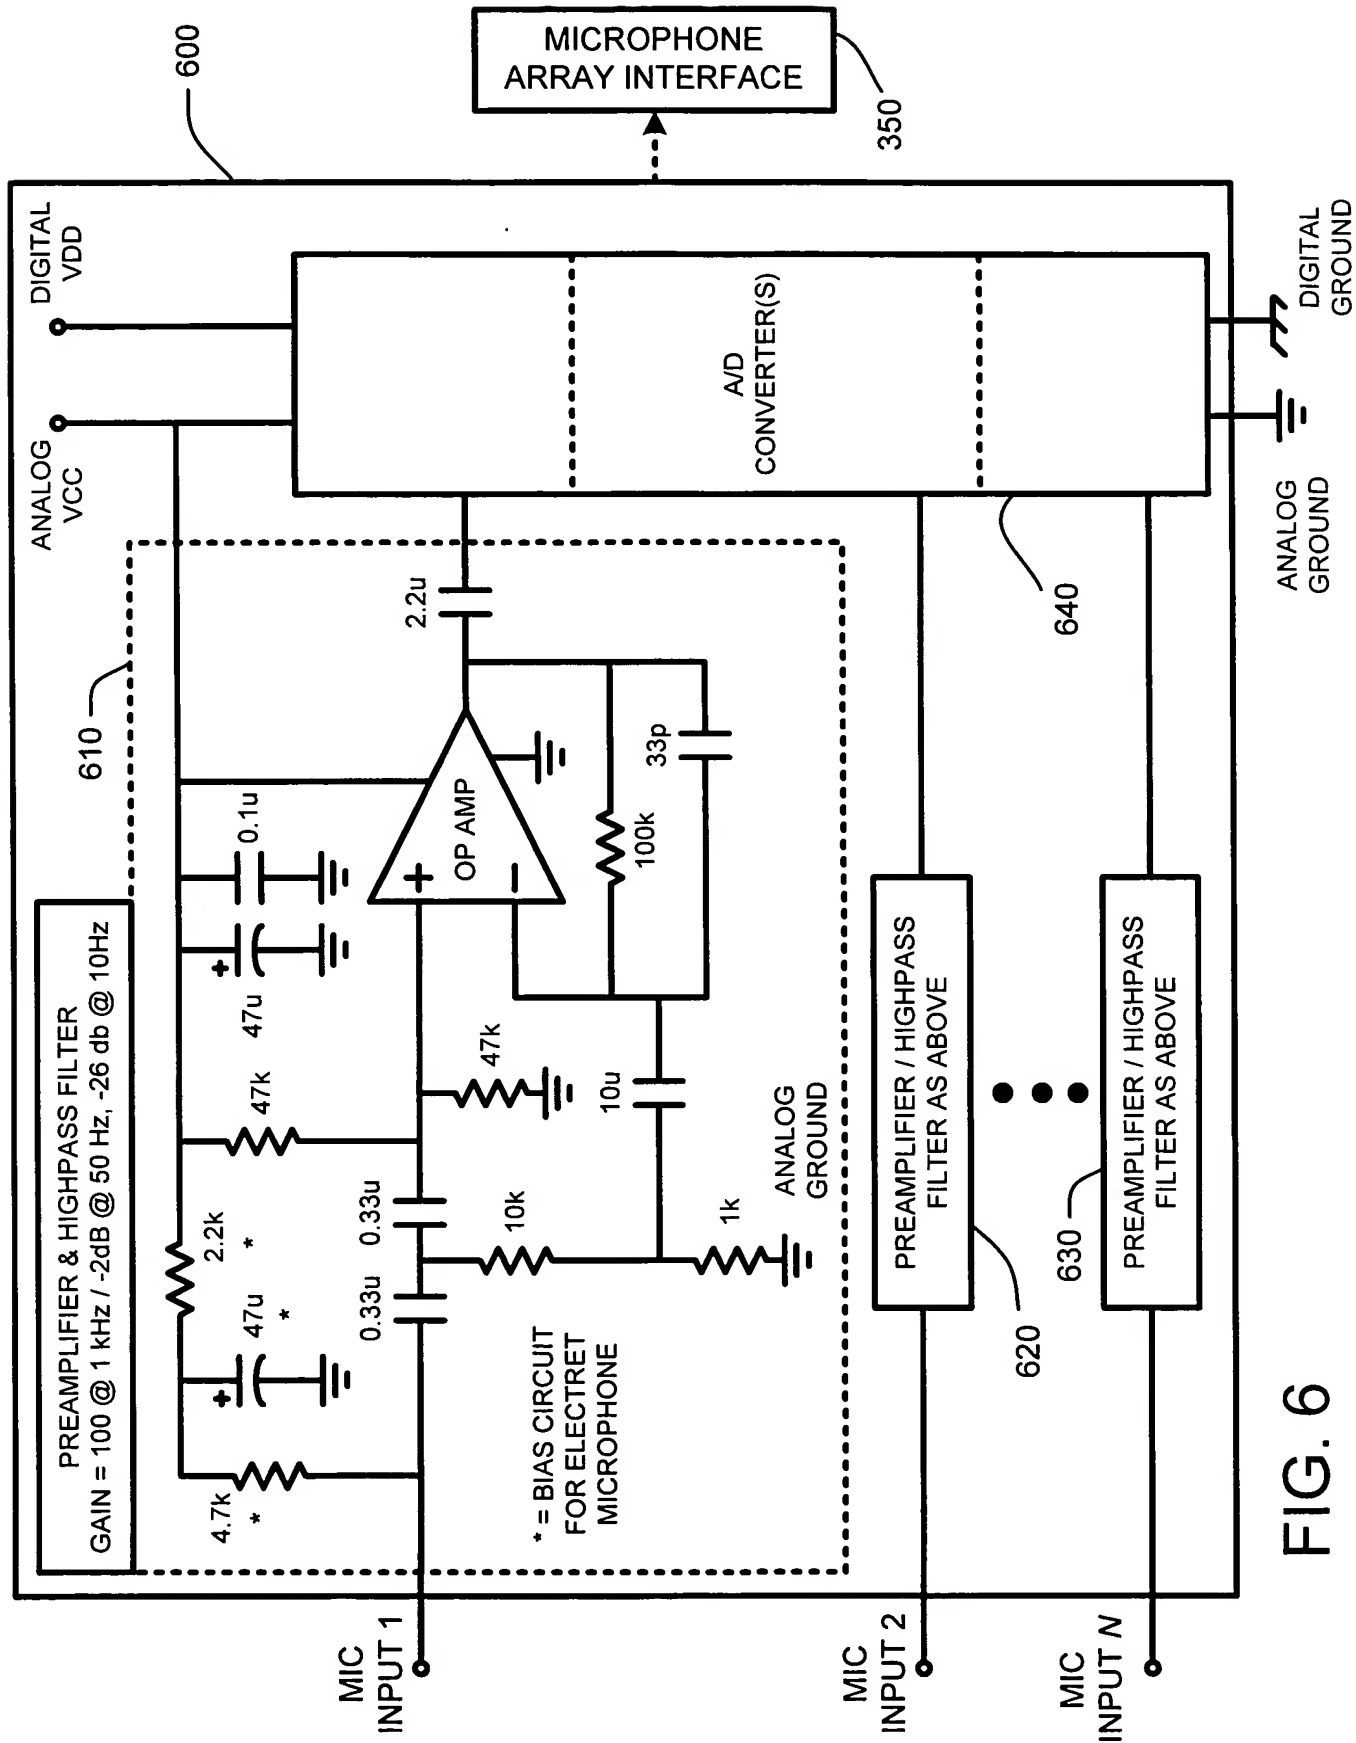 PREAMPLIFIER & HIGHPASS FILTER
GAIN = 100 @ 1 kHz / -2dB @ 50 Hz, -26 db @ 10Hz
610
ANALOG
VCC
DIGITAL
VDD
600
4.7k
*
47u
*
2.2k
*
47k
47u
+
+
0.1u
MIC
INPUT 1
0.33u
0.33u
47k
+
−
OP AMP
2.2u
* = BIAS CIRCUIT
FOR ELECTRET
MICROPHONE
10k
10u
100k
33p
1k
ANALOG
GROUND
A/D
CONVERTER(S)
MICROPHONE
ARRAY INTERFACE
350
MIC
INPUT 2
PREAMPLIFIER / HIGHPASS
FILTER AS ABOVE
620
640
MIC
INPUT N
630
PREAMPLIFIER / HIGHPASS
FILTER AS ABOVE
ANALOG
GROUND
DIGITAL
GROUND
FIG. 6